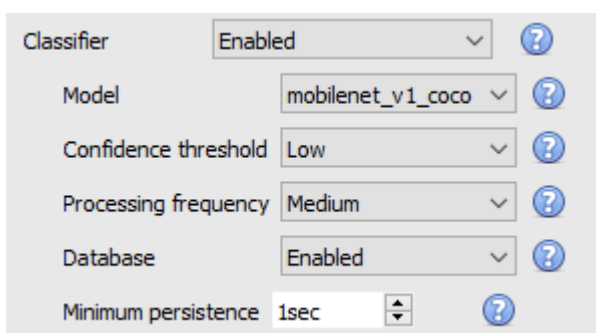 Classifier Enabled
Model mobilenet_v1_coco
Confidence threshold Low
Processing frequency Medium
Database Enabled
Minimum persistence 1sec